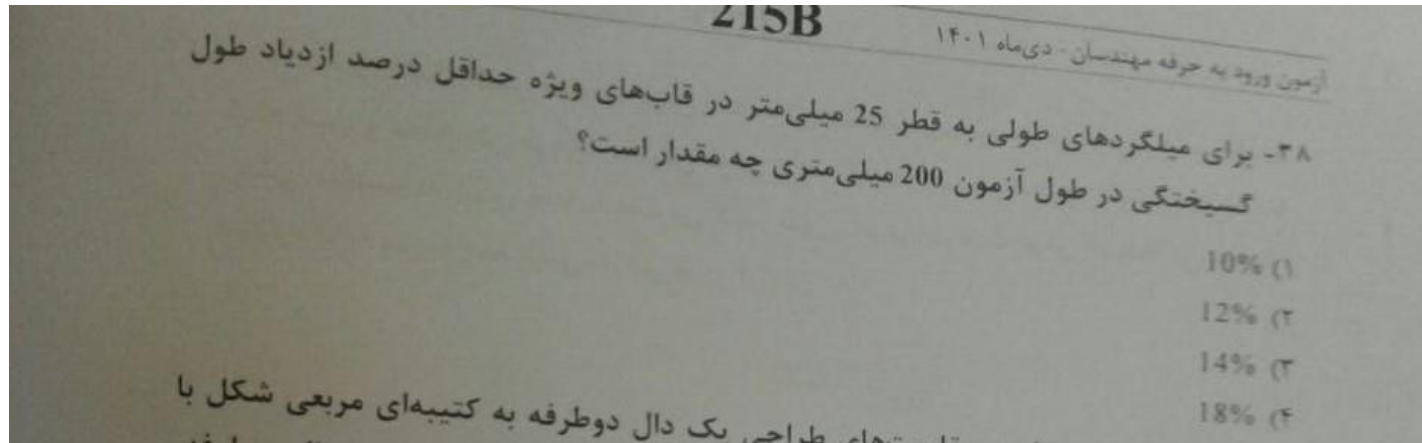 215B
آزمون ورود به حرفه مهندسان - دی‌ماه ۱۴۰۱
۳۸- برای میلگردهای طولی به قطر 25 میلی‌متر در قاب‌های ویژه حداقل درصد ازدیاد طول
گسیختگی در طول آزمون 200 میلی‌متری چه مقدار است؟
۱) 10%
۲) 12%
۳) 14%
۴) 18%
طراحی یک دال دوطرفه به کتیبه‌ای مربعی شکل با